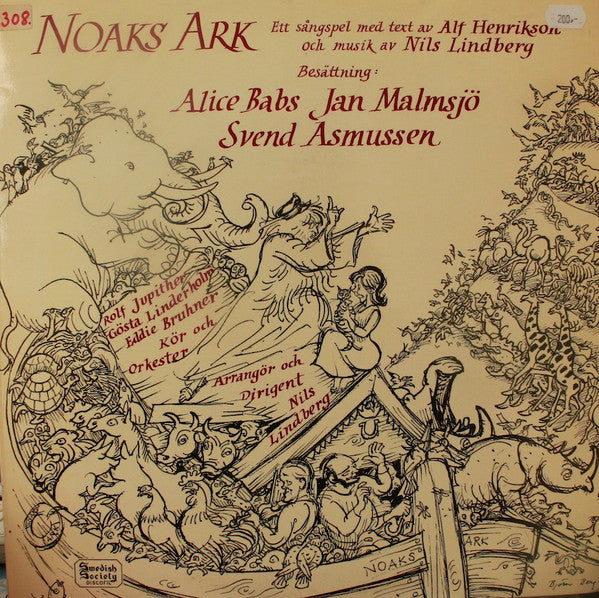 308.
200:-
NOAKS ARK
Ett sångspel med text av Alf Henrikson
och musik av Nils Lindberg
Besättning:
Alice Babs Jan Malmsjö
Svend Asmussen
Rolf Jupither
Gösta Linderholm
Eddie Bruhner
Kör och
Orkester
Arrangör och
Dirigent
Nils
Lindberg
NOAKS ARK
Swedish
Society
DISCOFIL
Björn